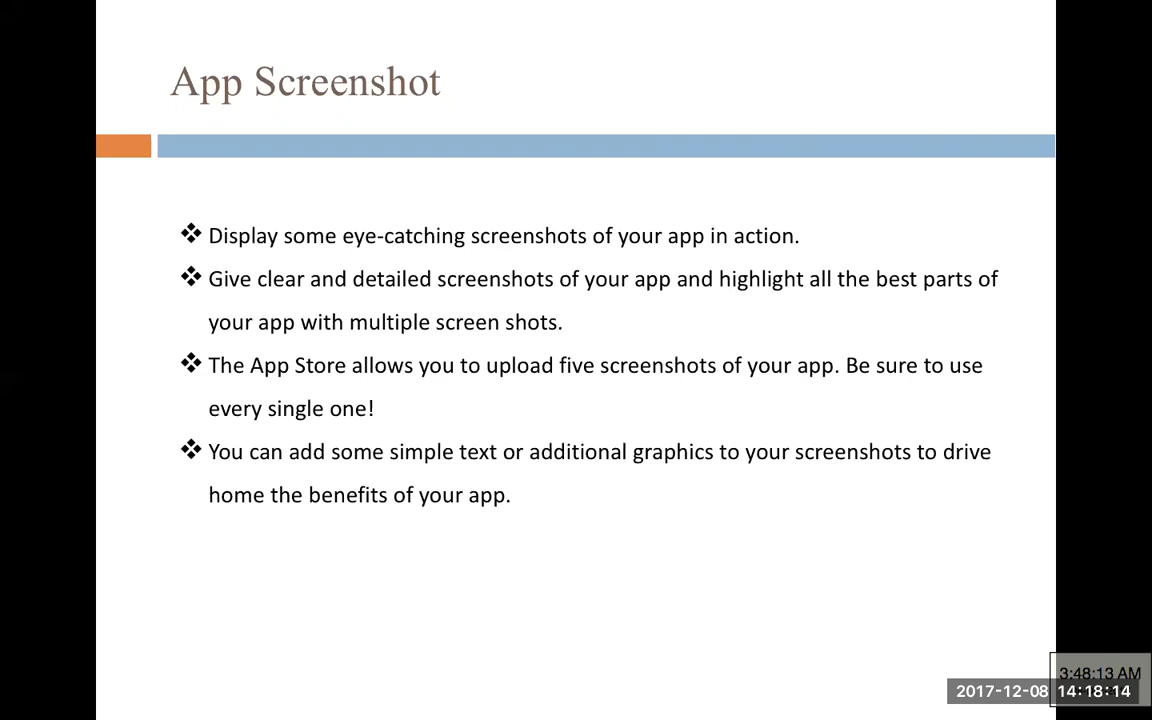 App Screenshot
❖ Display some eye-catching screenshots of your app in action.
❖ Give clear and detailed screenshots of your app and highlight all the best parts of
your app with multiple screen shots.
❖ The App Store allows you to upload five screenshots of your app. Be sure to use
every single one!
❖ You can add some simple text or additional graphics to your screenshots to drive
home the benefits of your app.
3:48:13 AM
2017-12-08 14:18:14